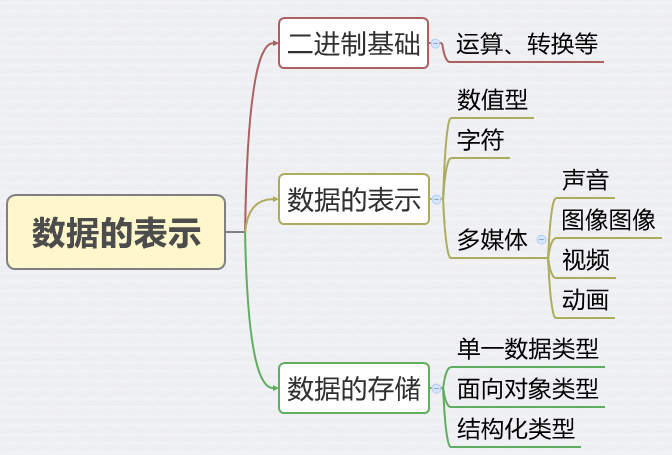 数据的表示
二进制基础
运算、转换等
数据的表示
数值型
字符
多媒体
声音
图像图像
视频
动画
数据的存储
单一数据类型
面向对象类型
结构化类型